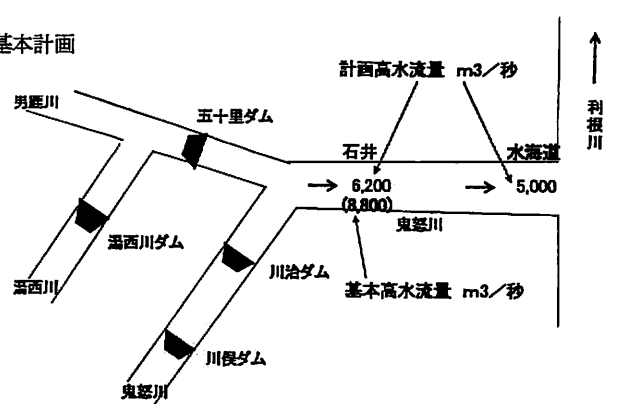 基本計画
計画高水流量 m3/秒
男鹿川
五十里ダム
利根川
石井
水海道
6,200
5,000
(8,800)
鬼怒川
湯西川ダム
川治ダム
湯西川
基本高水流量 m3/秒
川俣ダム
鬼怒川